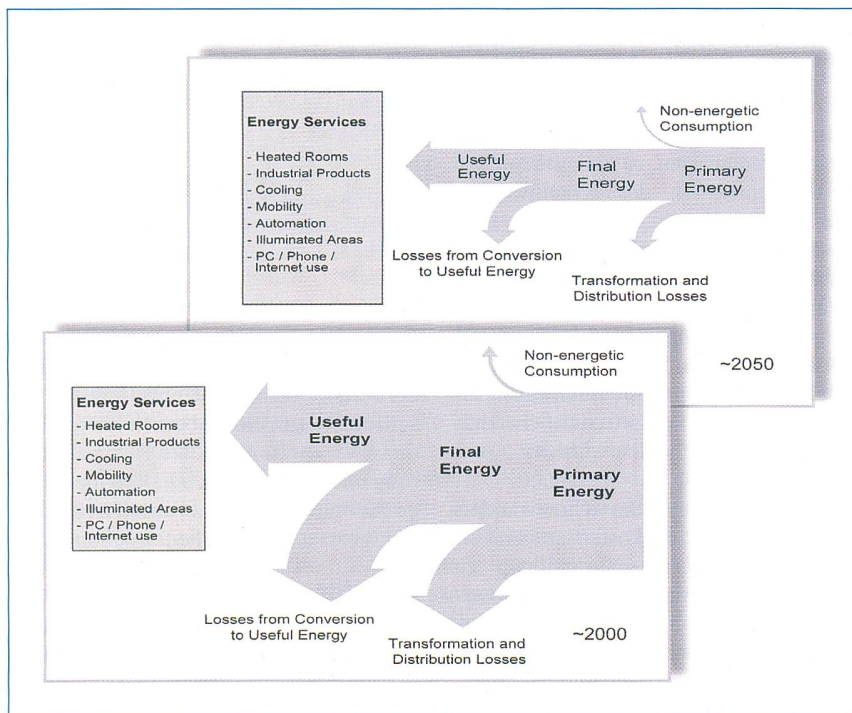 Energy Services
- Heated Rooms
- Industrial Products
- Cooling
- Mobility
- Automation
- Illuminated Areas
- PC / Phone /
Internet use
Non-energetic
Consumption
Useful
Energy
Final
Energy
Primary
Energy
Losses from Conversion
to Useful Energy
Transformation and
Distribution Losses
~2050
Energy Services
- Heated Rooms
- Industrial Products
- Cooling
- Mobility
- Automation
- Illuminated Areas
- PC / Phone /
Internet use
Non-energetic
Consumption
Useful
Energy
Final
Energy
Primary
Energy
Losses from Conversion
to Useful Energy
Transformation and
Distribution Losses
~2000